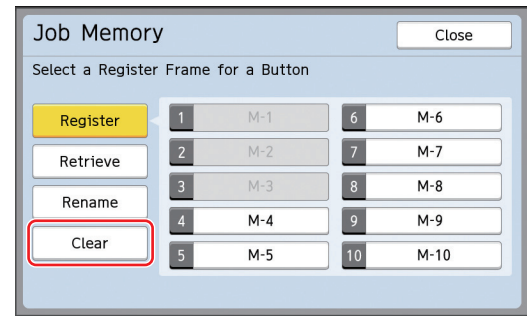 Job Memory
Close
Select a Register Frame for a Button
Register
1 M-1
6 M-6
Retrieve
2 M-2
7 M-7
Rename
3 M-3
8 M-8
Clear
4 M-4
9 M-9
5 M-5
10 M-10